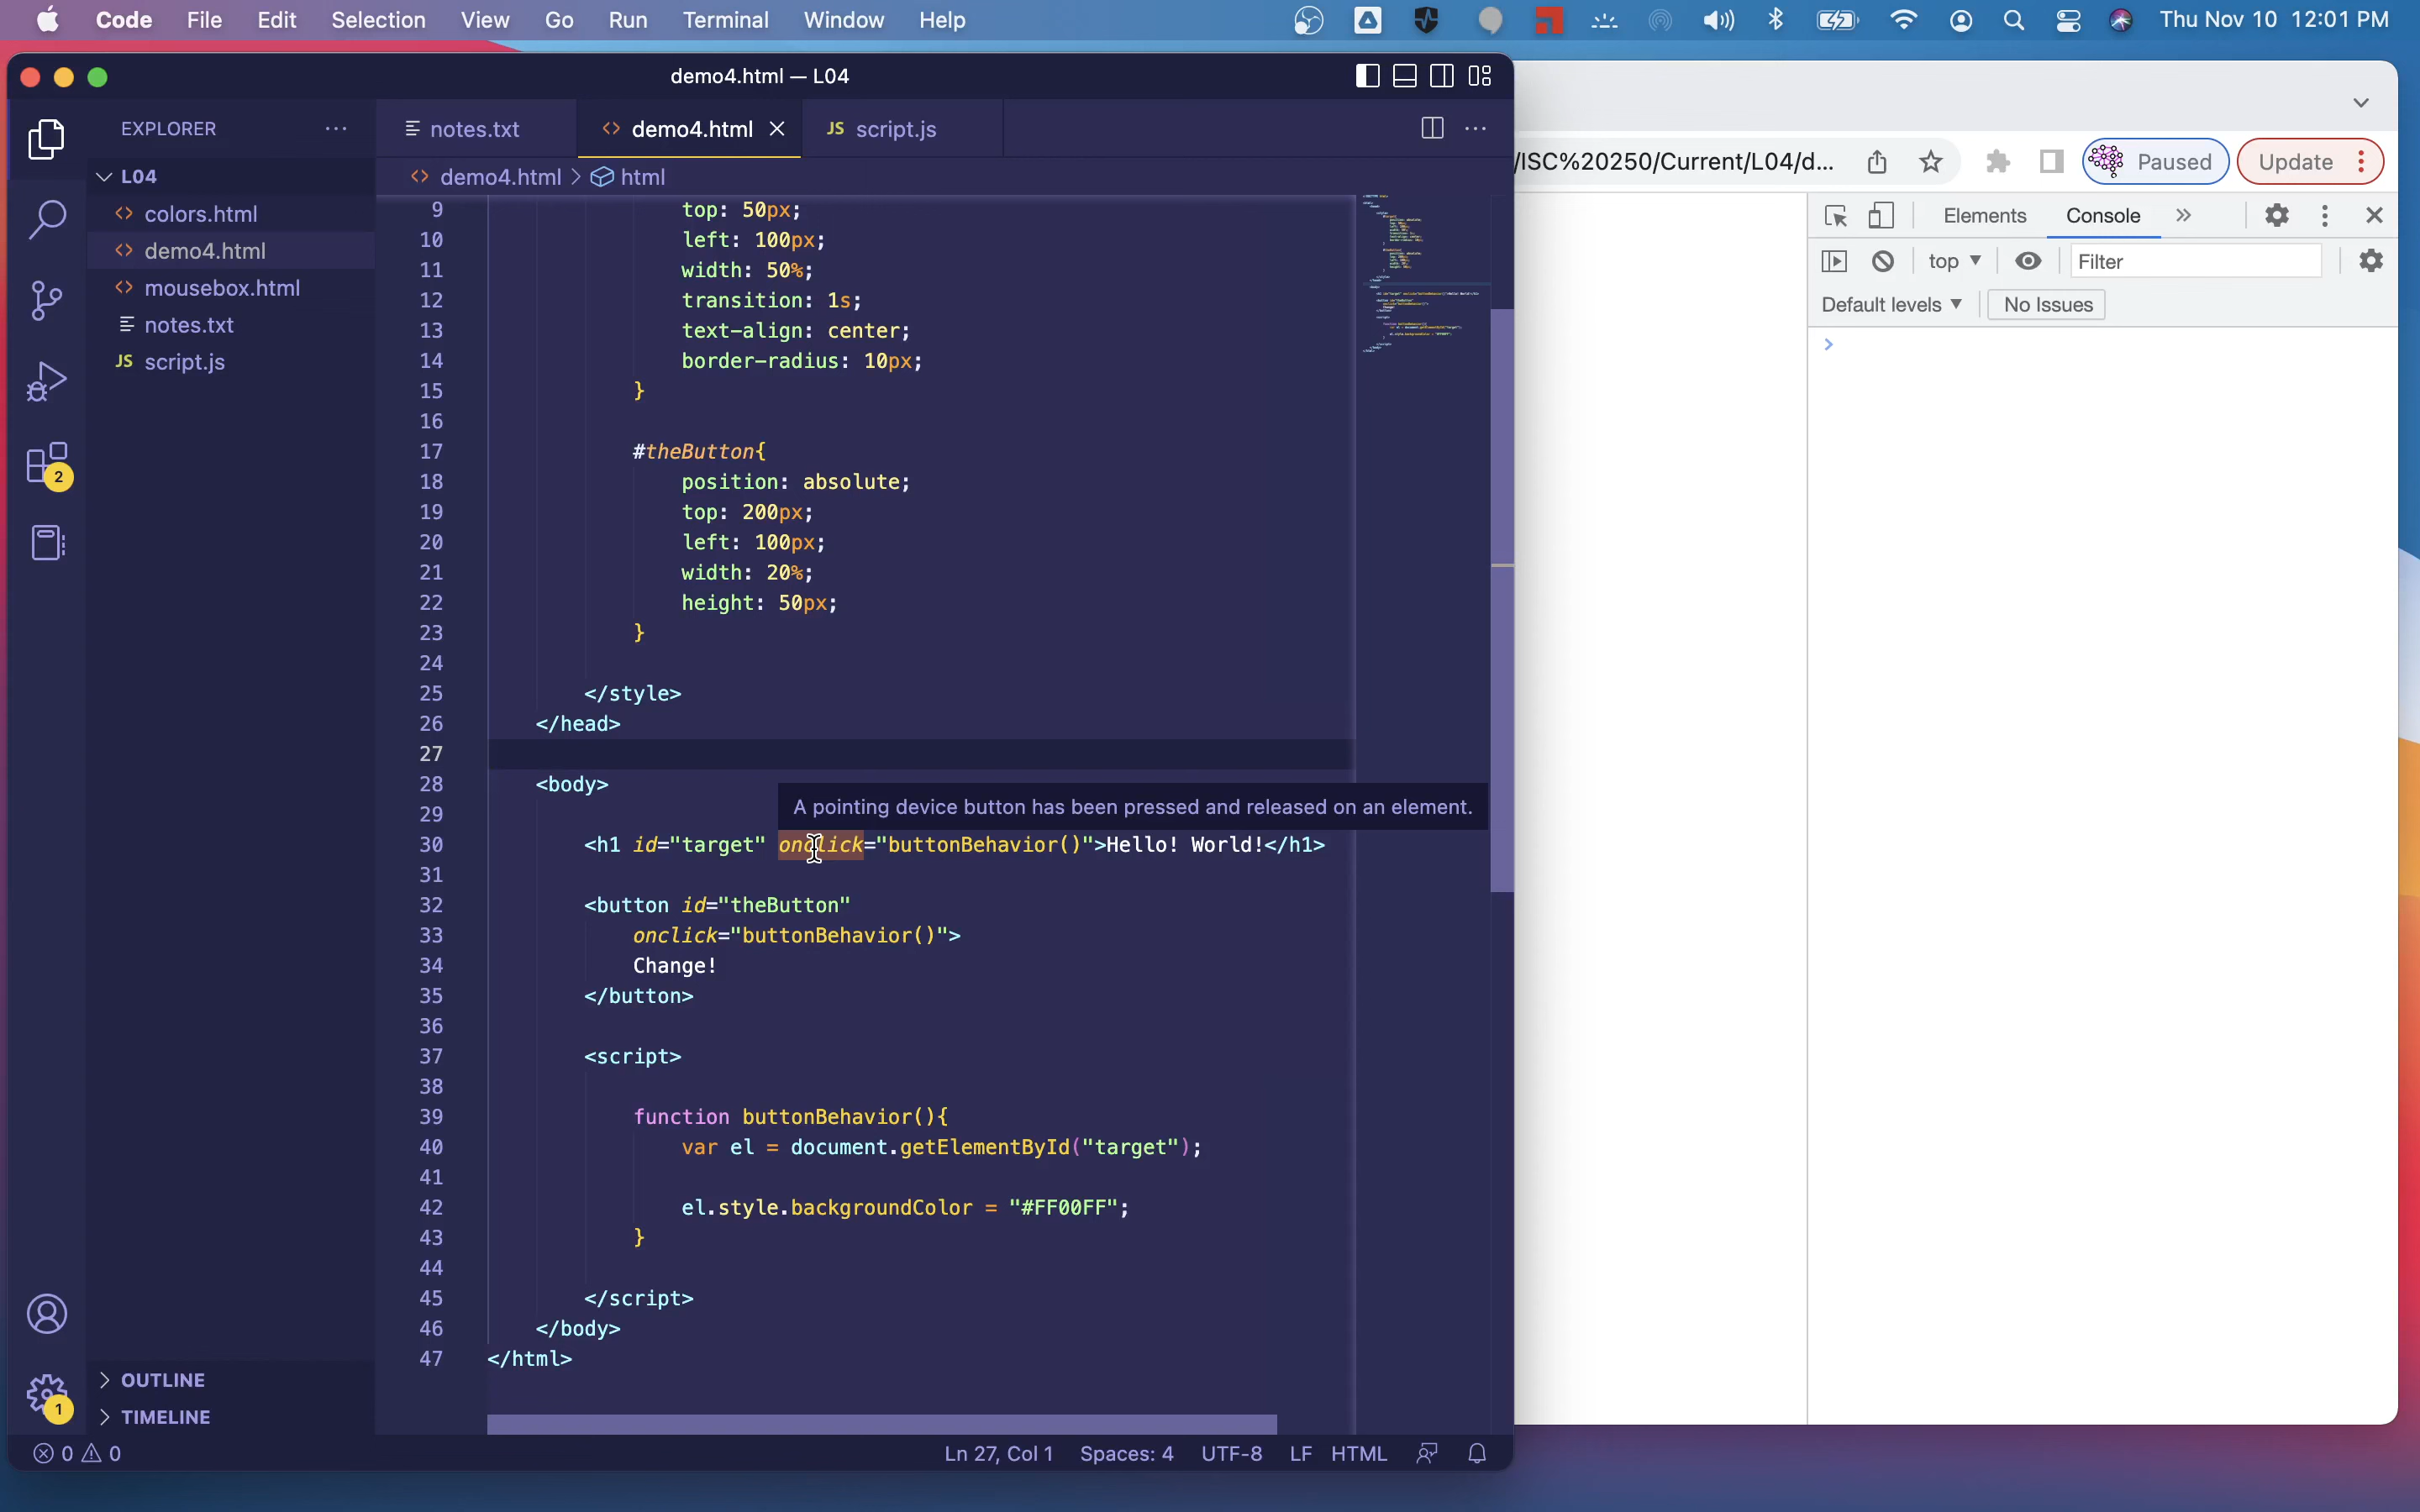 Code File Edit Selection View Go Run Terminal Window Help Thu Nov 10 12:01 PM
demo4.html — L04
EXPLORER
L04
colors.html
demo4.html
mousebox.html
notes.txt
JS script.js
OUTLINE
TIMELINE
2
1
notes.txt demo4.html JS script.js
demo4.html > html
9 top: 50px;
10 left: 100px;
11 width: 50%;
12 transition: 1s;
13 text-align: center;
14 border-radius: 10px;
15 }
16
17 #theButton{
18 position: absolute;
19 top: 200px;
20 left: 100px;
21 width: 20%;
22 height: 50px;
23 }
24
25 </style>
26 </head>
27
28 <body>
A pointing device button has been pressed and released on an element.
29
30 <h1 id="target" onclick="buttonBehavior()">Hello! World!</h1>
31
32 <button id="theButton"
33 onclick="buttonBehavior()">
34 Change!
35 </button>
36
37 <script>
38
39 function buttonBehavior(){
40 var el = document.getElementById("target");
41
42 el.style.backgroundColor = "#FF00FF";
43 }
44
45 </script>
46 </body>
47 </html>
0 0 Ln 27, Col 1 Spaces: 4 UTF-8 LF HTML
/ISC%20250/Current/L04/d... Paused Update
Elements Console
top Filter
Default levels No Issues